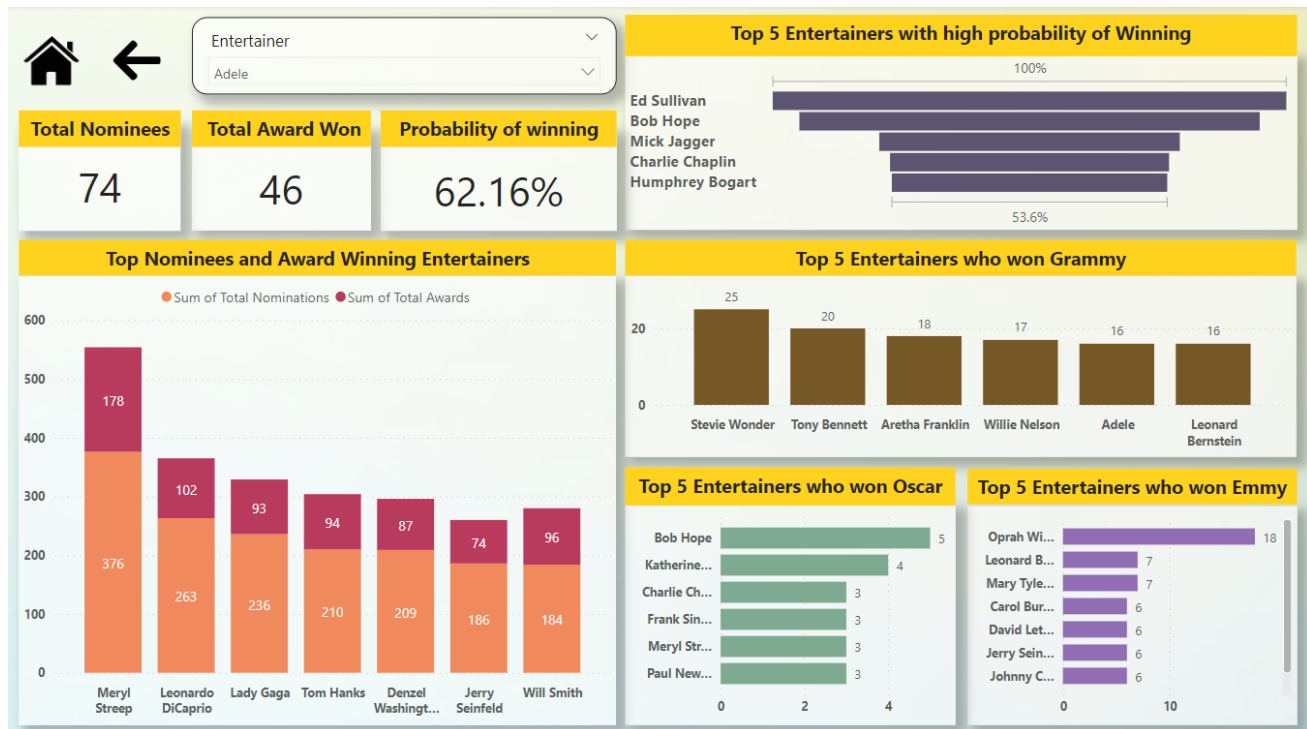 Entertainer
Adele
Total Nominees
74
Total Award Won
46
Probability of winning
62.16%
Top 5 Entertainers with high probability of Winning
100%
Ed Sullivan
Bob Hope
Mick Jagger
Charlie Chaplin
Humphrey Bogart
53.6%
Top Nominees and Award Winning Entertainers
Sum of Total Nominations Sum of Total Awards
600
500
400
300
200
100
0
178
376
102
263
93
236
94
210
87
209
74
186
96
184
Meryl
Streep
Leonardo
DiCaprio
Lady Gaga
Tom Hanks
Denzel
Washingt...
Jerry
Seinfeld
Will Smith
Top 5 Entertainers who won Grammy
20
0
25
20
18
17
16
16
Stevie Wonder
Tony Bennett
Aretha Franklin
Willie Nelson
Adele
Leonard
Bernstein
Top 5 Entertainers who won Oscar
Bob Hope 5
Katherine... 4
Charlie Ch... 3
Frank Sin... 3
Meryl Str... 3
Paul New... 3
0 2 4
Top 5 Entertainers who won Emmy
Oprah Wi... 18
Leonard B... 7
Mary Tyle... 7
Carol Bur... 6
David Let... 6
Jerry Sein... 6
Johnny C... 6
0 10